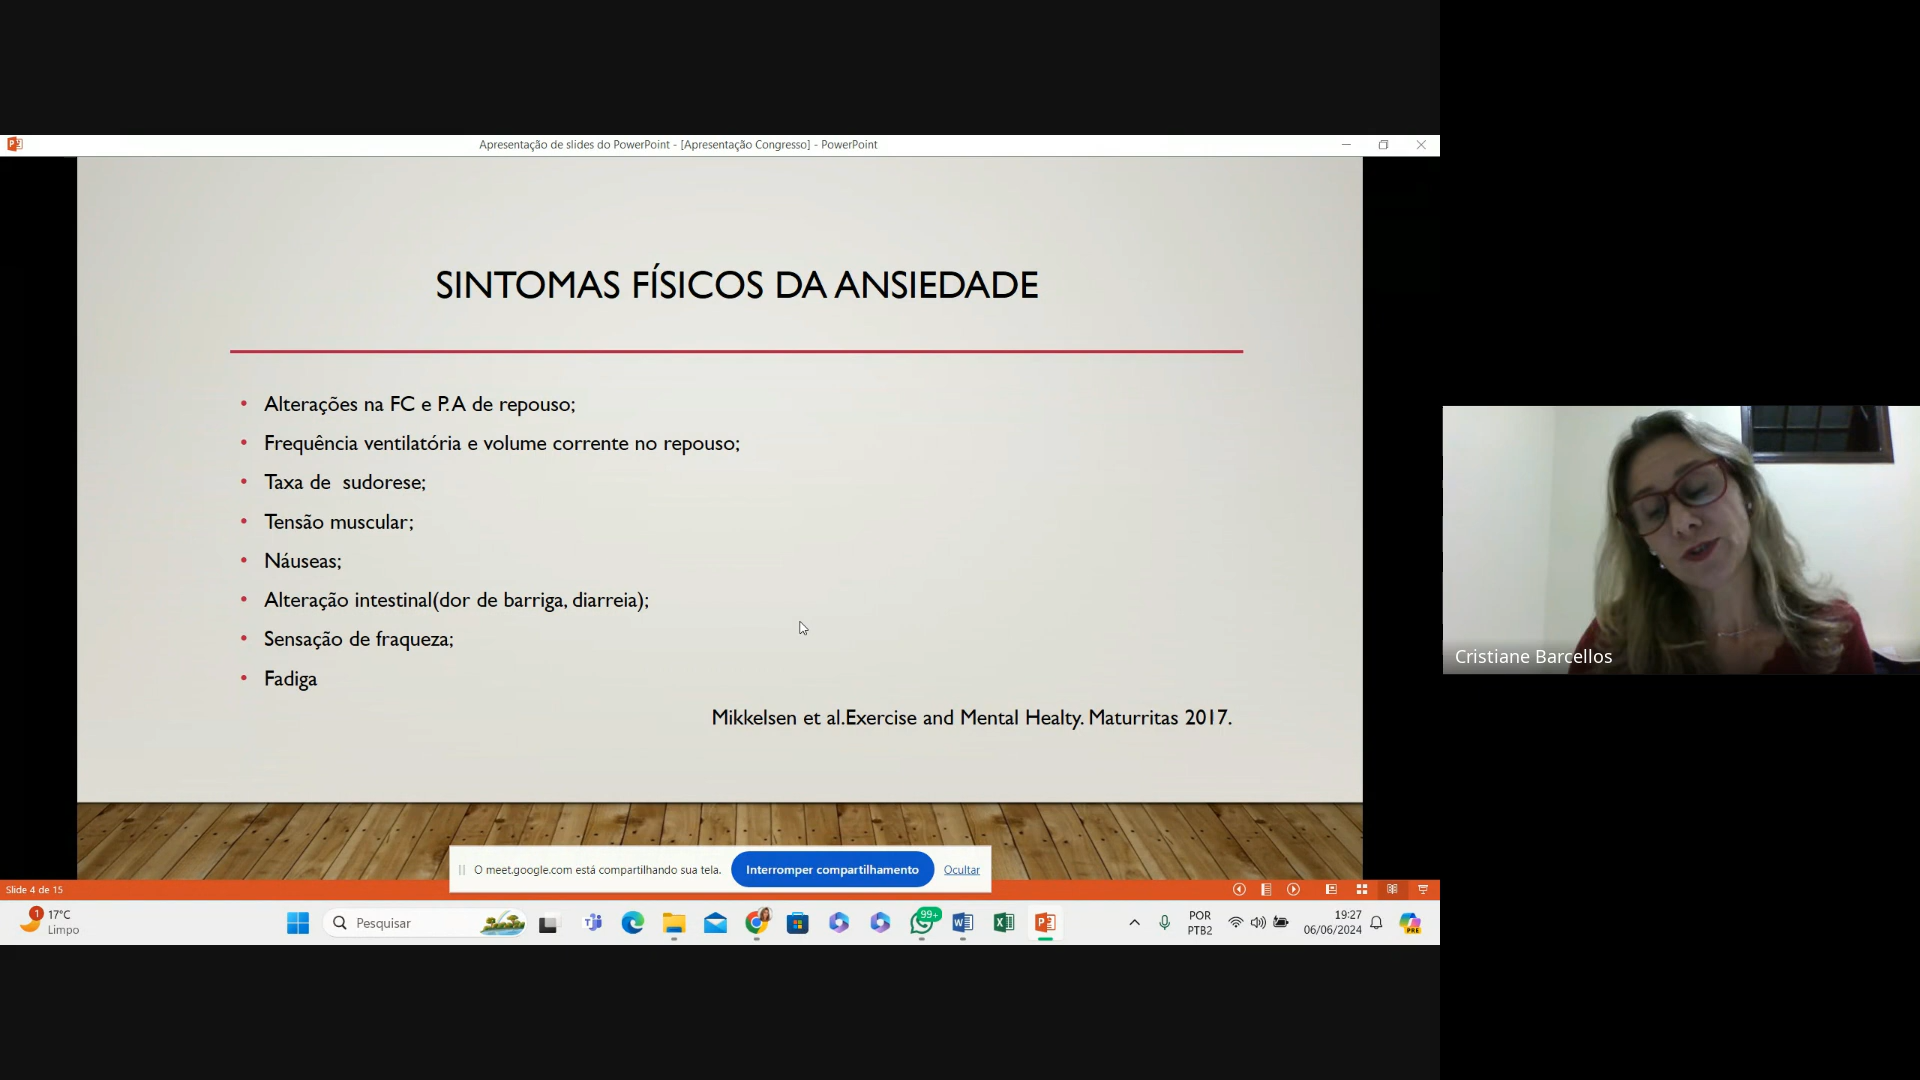 Apresentação de slides do PowerPoint - [Apresentação Congresso] - PowerPoint
SINTOMAS FÍSICOS DA ANSIEDADE
• Alterações na FC e P.A de repouso;
• Frequência ventilatória e volume corrente no repouso;
• Taxa de  sudorese;
• Tensão muscular;
• Náuseas;
• Alteração intestinal(dor de barriga, diarreia);
• Sensação de fraqueza;
• Fadiga
Mikkelsen et al.Exercise and Mental Healty. Maturritas 2017.
Cristiane Barcellos
O meet.google.com está compartilhando sua tela.
Interromper compartilhamento
Ocultar
Slide 4 de 15
1
17°C
Limpo
Pesquisar
99+
POR
PTB2
19:27
06/06/2024
PRE